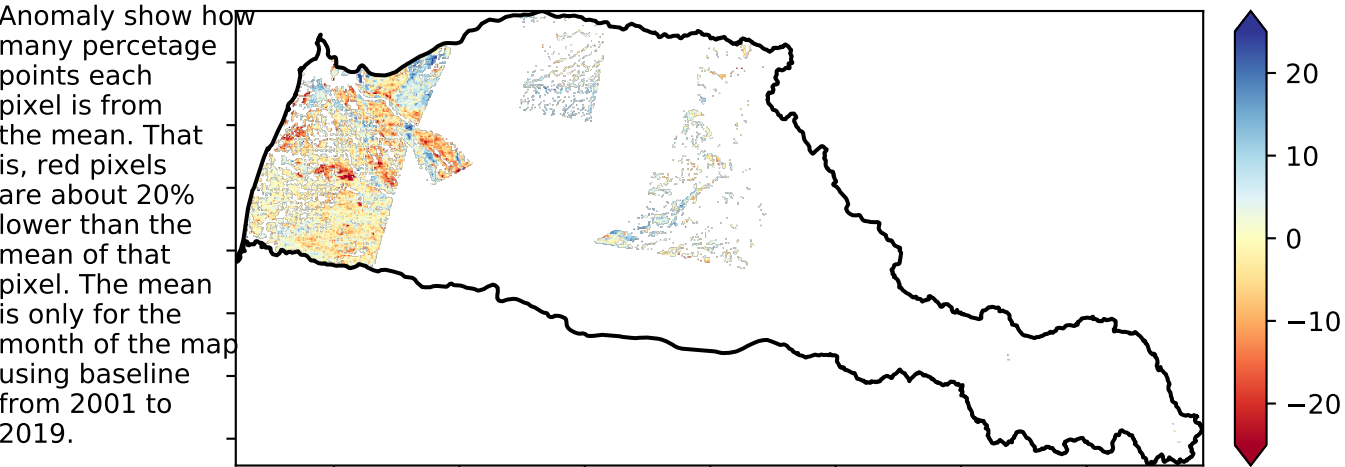 Anomaly show how
many percetage
points each
pixel is from
the mean. That
is, red pixels
are about 20%
lower than the
mean of that
pixel. The mean
is only for the
month of the map
using baseline
from 2001 to
2019.
20
10
0
−10
−20